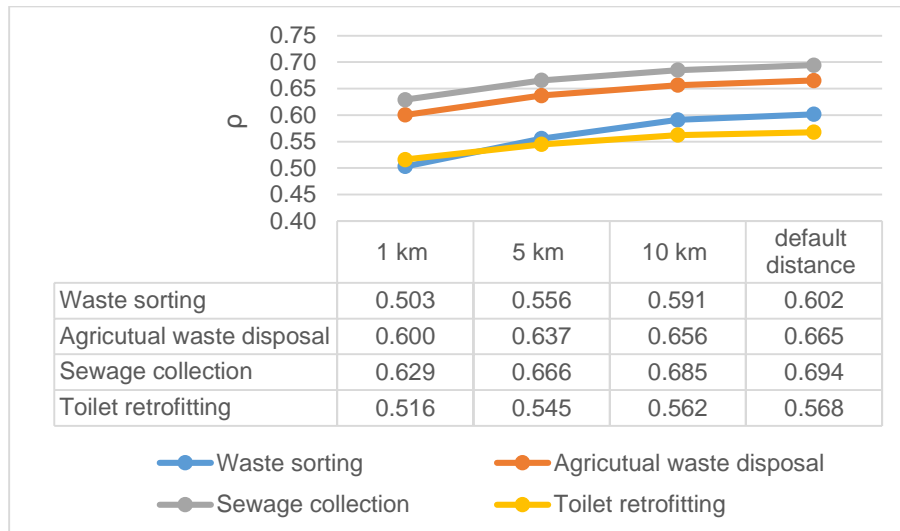 0.75
0.70
0.65
0.60
0.55
0.50
0.45
0.40
ρ
1 km 5 km 10 km default distance
Waste sorting 0.503 0.556 0.591 0.602
Agricutual waste disposal 0.600 0.637 0.656 0.665
Sewage collection 0.629 0.666 0.685 0.694
Toilet retrofitting 0.516 0.545 0.562 0.568
Waste sorting Agricutual waste disposal
Sewage collection Toilet retrofitting